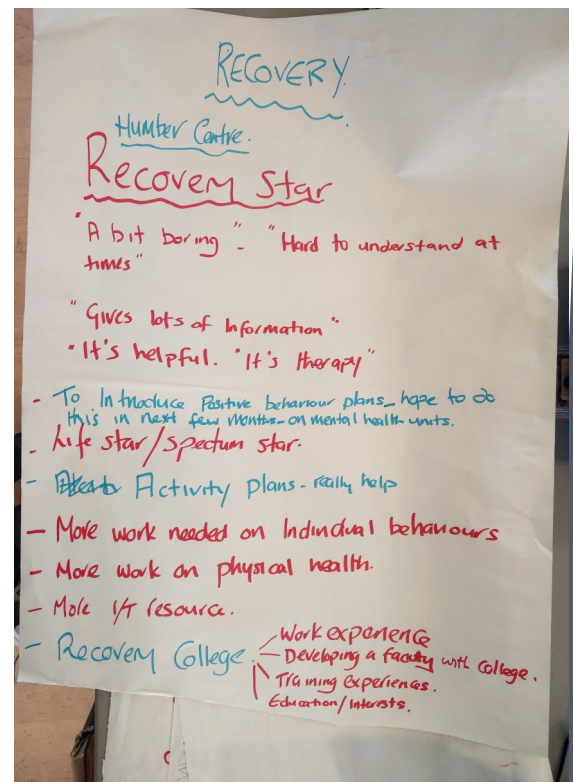 RECOVERY.
Humber Centre.
Recovery Star
"A bit boring" - "Hard to understand at
times"
"Gives lots of Information"
"It's helpful. "It's therapy"
- To Introduce Positive behaviour plans - hope to do
this in next few months - on mental health units.
- Life star/spectum star.
- Activity plans - really help
- More work needed on Individual behaviours
- More work on physical health.
- More I/T resource.
- Recovery College.
- Work experience
- Developing a faculty with College.
Training experiences.
Education/Interests.